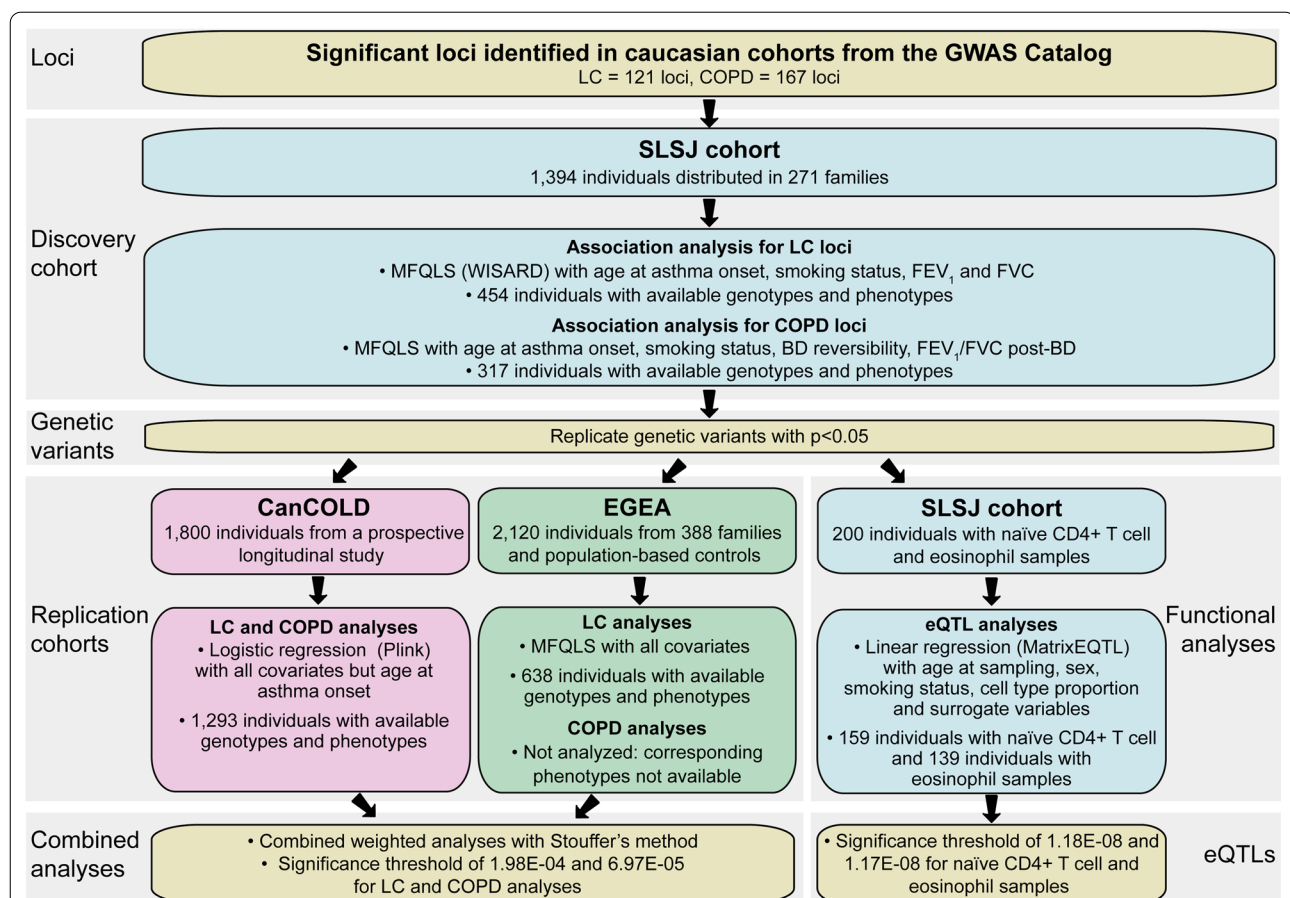 Loci
Significant loci identified in caucasian cohorts from the GWAS Catalog
LC = 121 loci, COPD = 167 loci
Discovery
cohort
SLSJ cohort
1,394 individuals distributed in 271 families
Association analysis for LC loci
• MFQLS (WISARD) with age at asthma onset, smoking status, FEV1 and FVC
• 454 individuals with available genotypes and phenotypes
Association analysis for COPD loci
• MFQLS with age at asthma onset, smoking status, BD reversibility, FEV1/FVC post-BD
• 317 individuals with available genotypes and phenotypes
Genetic
variants
Replicate genetic variants with p<0.05
Replication
cohorts
CanCOLD
1,800 individuals from a prospective
longitudinal study
LC and COPD analyses
• Logistic regression (Plink)
with all covariates but age at
asthma onset
• 1,293 individuals with available
genotypes and phenotypes
EGEA
2,120 individuals from 388 families
and population-based controls
LC analyses
• MFQLS with all covariates
• 638 individuals with available
genotypes and phenotypes
COPD analyses
• Not analyzed: corresponding
phenotypes not available
SLSJ cohort
200 individuals with naïve CD4+ T cell
and eosinophil samples
eQTL analyses
• Linear regression (MatrixEQTL)
with age at sampling, sex,
smoking status, cell type proportion
and surrogate variables
• 159 individuals with naïve CD4+ T cell
and 139 individuals with
eosinophil samples
Functional
analyses
Combined
analyses
• Combined weighted analyses with Stouffer's method
• Significance threshold of 1.98E-04 and 6.97E-05
for LC and COPD analyses
• Significance threshold of 1.18E-08 and
1.17E-08 for naïve CD4+ T cell and
eosinophil samples
eQTLs